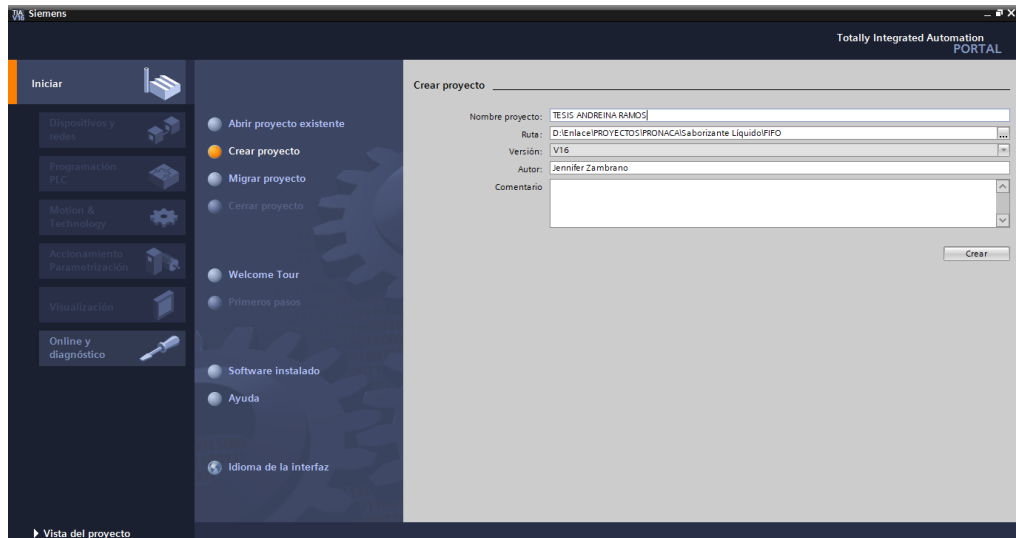 TIA
V16
Siemens
Totally Integrated Automation
PORTAL
Iniciar
Dispositivos y
redes
Programación
PLC
Motion &
Technology
Accionamiento
Parametrización
Visualización
Online y
diagnóstico
Vista del proyecto
Abrir proyecto existente
Crear proyecto
Migrar proyecto
Cerrar proyecto
Welcome Tour
Primeros pasos
Software instalado
Ayuda
Idioma de la interfaz
Crear proyecto
Nombre proyecto: TESIS ANDREINA RAMOS
Ruta: D:\Enlace\PROYECTOS\PRONACA\Saborizante Líquido\FIFO ...
Versión: V16
Autor: Jennifer Zambrano
Comentario
Crear